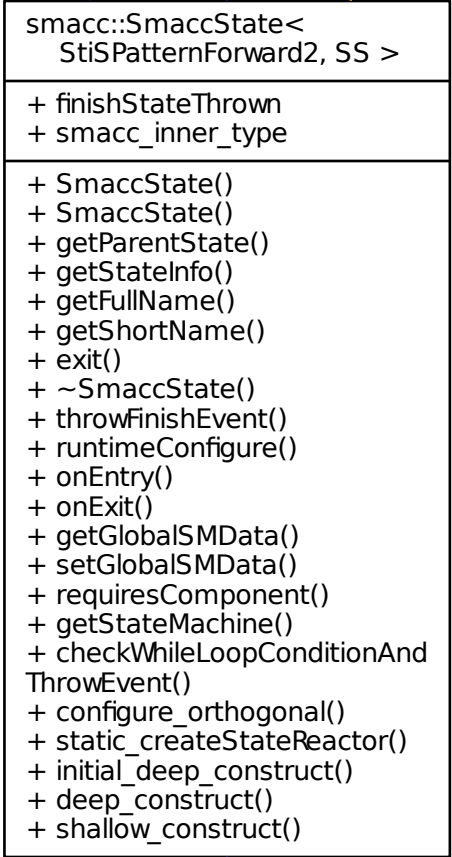 smacc::SmaccState<
StiSPatternForward2, SS >
+ finishStateThrown
+ smacc_inner_type
+ SmaccState()
+ SmaccState()
+ getParentState()
+ getStateInfo()
+ getFullName()
+ getShortName()
+ exit()
+ ~SmaccState()
+ throwFinishEvent()
+ runtimeConfigure()
+ onEntry()
+ onExit()
+ getGlobalSMData()
+ setGlobalSMData()
+ requiresComponent()
+ getStateMachine()
+ checkWhileLoopConditionAnd
ThrowEvent()
+ configure_orthogonal()
+ static_createStateReactor()
+ initial_deep_construct()
+ deep_construct()
+ shallow_construct()